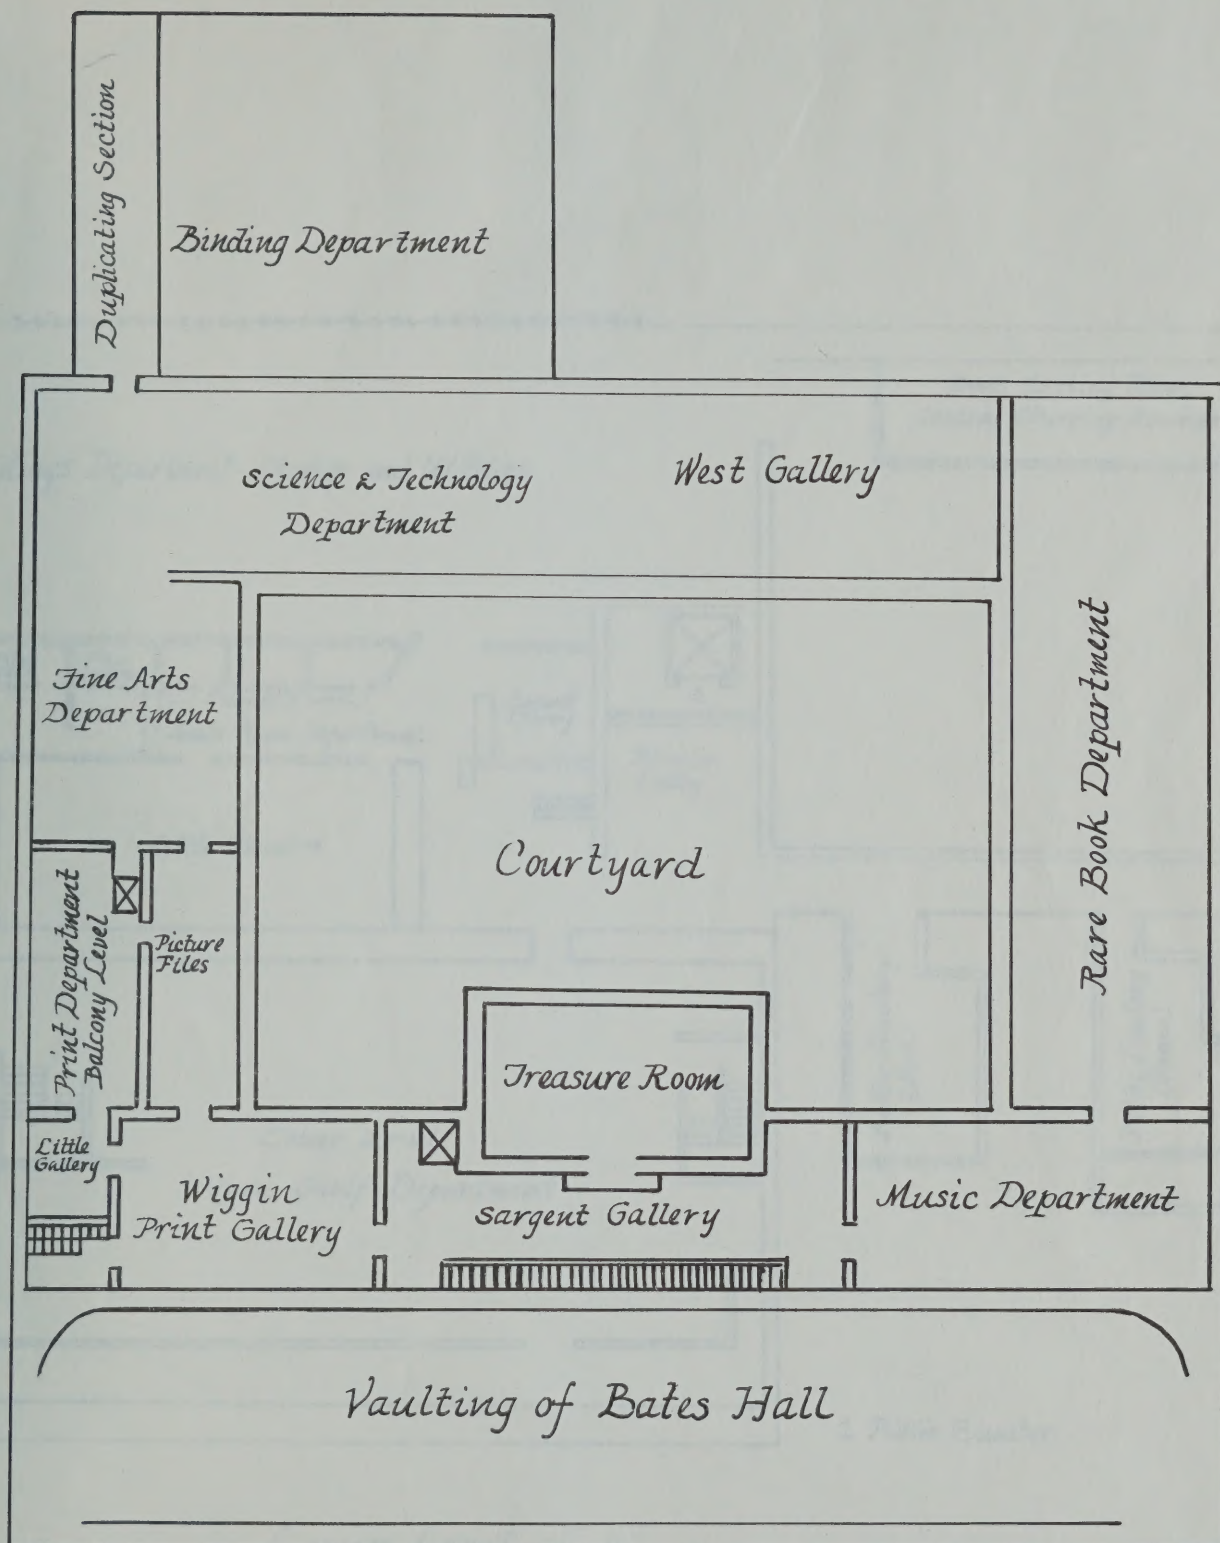 Duplicating Section
Binding Department
Science & Technology
Department
West Gallery
Fine Arts
Department
Rare Book Department
Courtyard
Print Department
Balcony Level
Picture
Files
Treasure Room
Little
Gallery
Wiggin
Print Gallery
Sargent Gallery
Music Department
Vaulting of Bates Hall